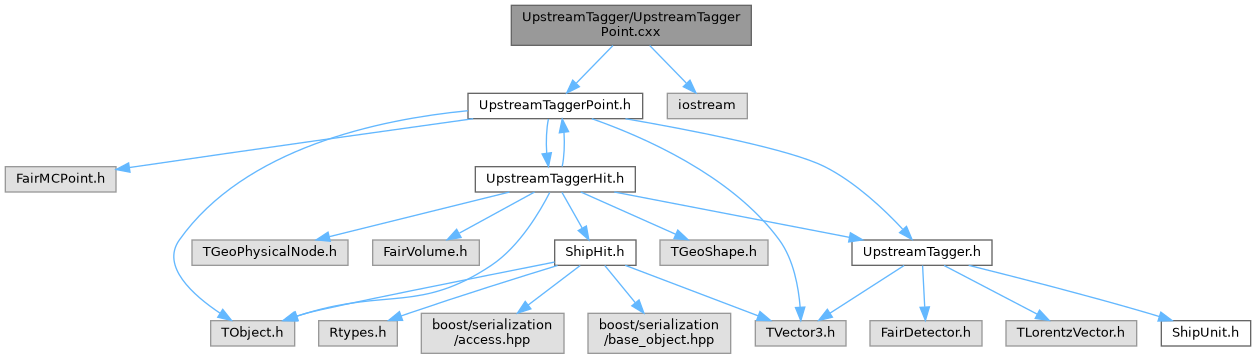 UpstreamTagger/UpstreamTagger
Point.cxx
UpstreamTaggerPoint.h
iostream
FairMCPoint.h
UpstreamTaggerHit.h
TGeoPhysicalNode.h
FairVolume.h
ShipHit.h
TGeoShape.h
UpstreamTagger.h
TObject.h
Rtypes.h
boost/serialization
/access.hpp
boost/serialization
/base_object.hpp
TVector3.h
FairDetector.h
TLorentzVector.h
ShipUnit.h